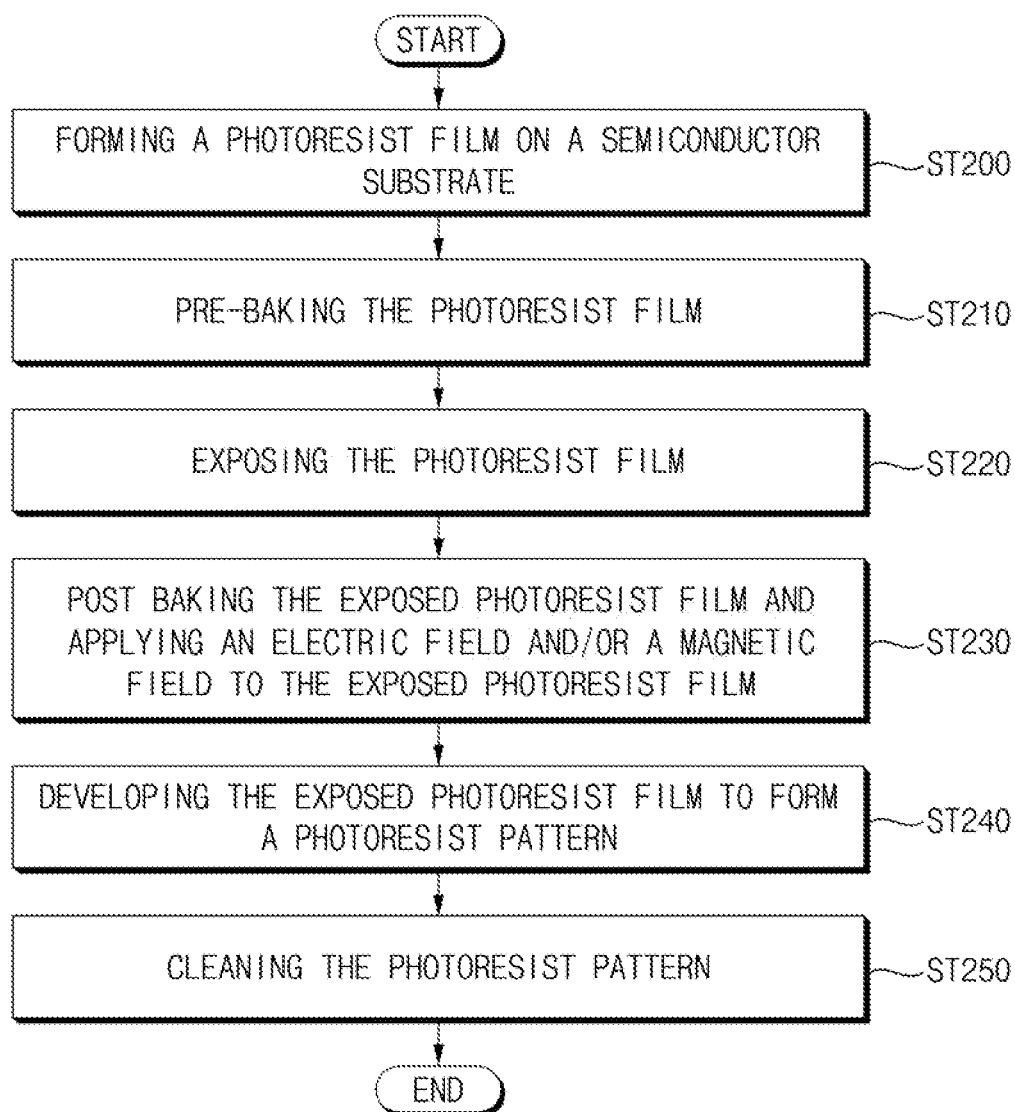 START
FORMING A PHOTORESIST FILM ON A SEMICONDUCTOR
SUBSTRATE
ST200
PRE-BAKING THE PHOTORESIST FILM
ST210
EXPOSING THE PHOTORESIST FILM
ST220
POST BAKING THE EXPOSED PHOTORESIST FILM AND
APPLYING AN ELECTRIC FIELD AND/OR A MAGNETIC
FIELD TO THE EXPOSED PHOTORESIST FILM
ST230
DEVELOPING THE EXPOSED PHOTORESIST FILM TO FORM
A PHOTORESIST PATTERN
ST240
CLEANING THE PHOTORESIST PATTERN
ST250
END